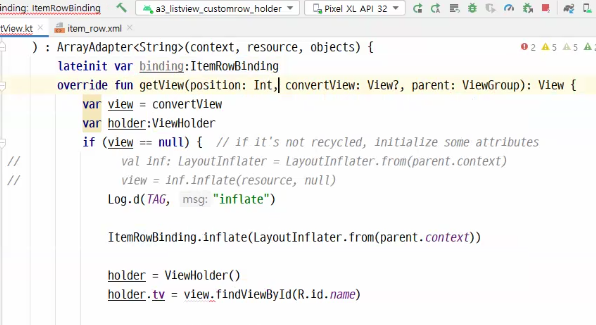 nding: ItemRowBinding
a3_listview_customrow_holder
Pixel XL API 32
tView.kt
item_row.xml
) : ArrayAdapter<String>(context, resource, objects) {
2 5 5
lateinit var binding:ItemRowBinding
override fun getView(position: Int, convertView: View?, parent: ViewGroup): View {
var view = convertView
var holder:ViewHolder
if (view == null) { // if it's not recycled, initialize some attributes
// val inf: LayoutInflater = LayoutInflater.from(parent.context)
// view = inf.inflate(resource, null)
Log.d(TAG, msg: "inflate")
ItemRowBinding.inflate(LayoutInflater.from(parent.context))
holder = ViewHolder()
holder.tv = view.findViewById(R.id.name)